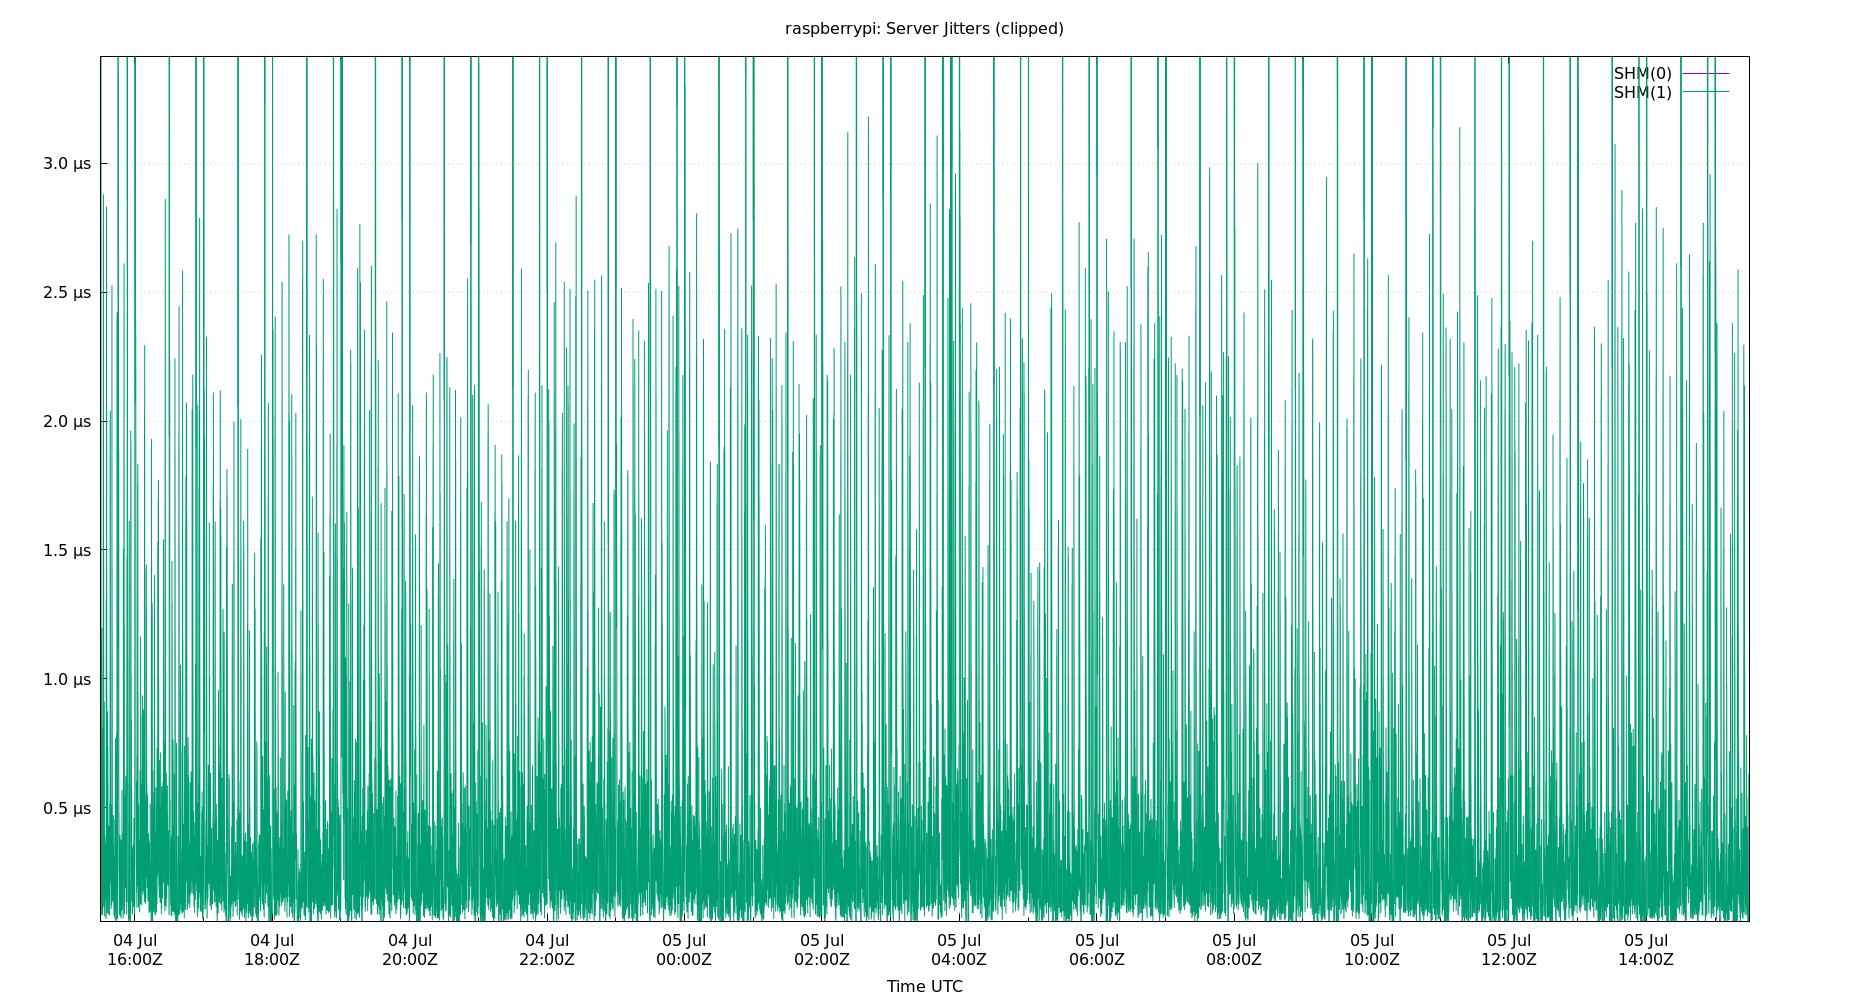 raspberrypi: Server Jitters (clipped)
SHM(0)
SHM(1)
3.0 µs
2.5 µs
2.0 µs
1.5 µs
1.0 µs
0.5 µs
04 Jul 04 Jul 04 Jul 04 Jul 05 Jul 05 Jul 05 Jul 05 Jul 05 Jul 05 Jul 05 Jul 05 Jul
16:00Z 18:00Z 20:00Z 22:00Z 00:00Z 02:00Z 04:00Z 06:00Z 08:00Z 10:00Z 12:00Z 14:00Z
Time UTC